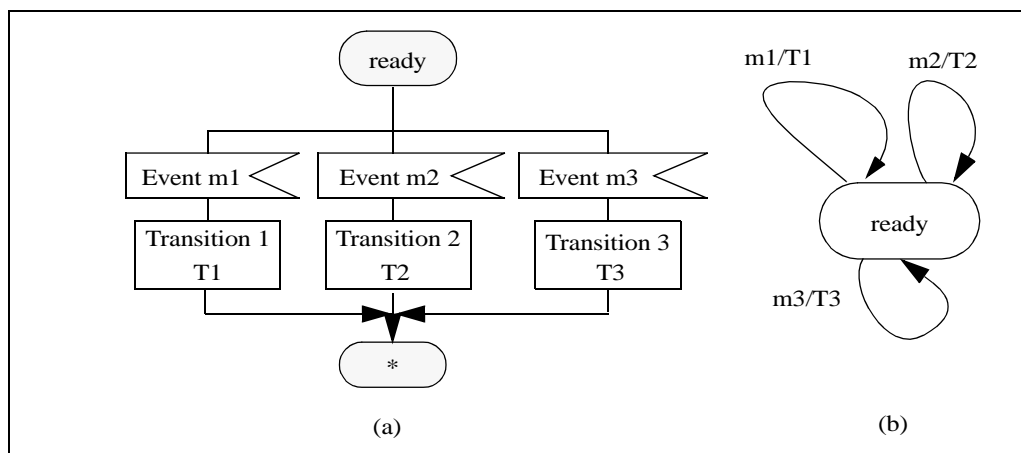 ready
Event m1
Event m2
Event m3
Transition 1
T1
Transition 2
T2
Transition 3
T3
*
(a)
m1/T1
m2/T2
ready
m3/T3
(b)